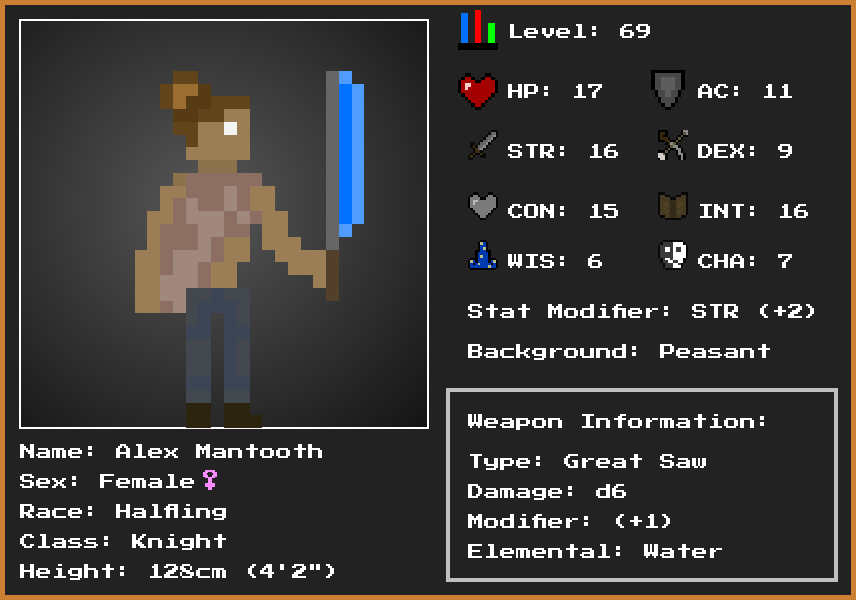 Level: 69
HP: 17 AC: 11
STR: 16 DEX: 9
CON: 15 INT: 16
WIS: 6 CHA: 7
Stat Modifier: STR (+2)
Background: Peasant
Weapon Information:
Type: Great Saw
Damage: d6
Modifier: (+1)
Elemental: Water
Name: Alex Mantooth
Sex: Female♀
Race: Halfling
Class: Knight
Height: 128cm (4'2")